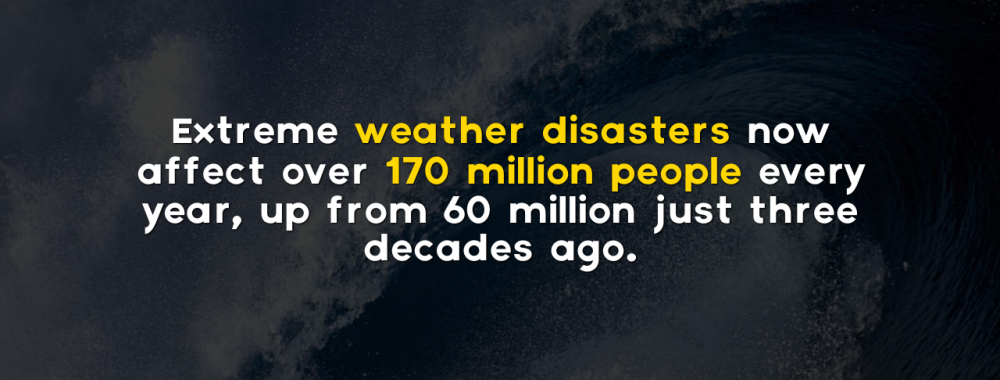 Extreme weather disasters now
affect over 170 million people every
year, up from 60 million just three
decades ago.